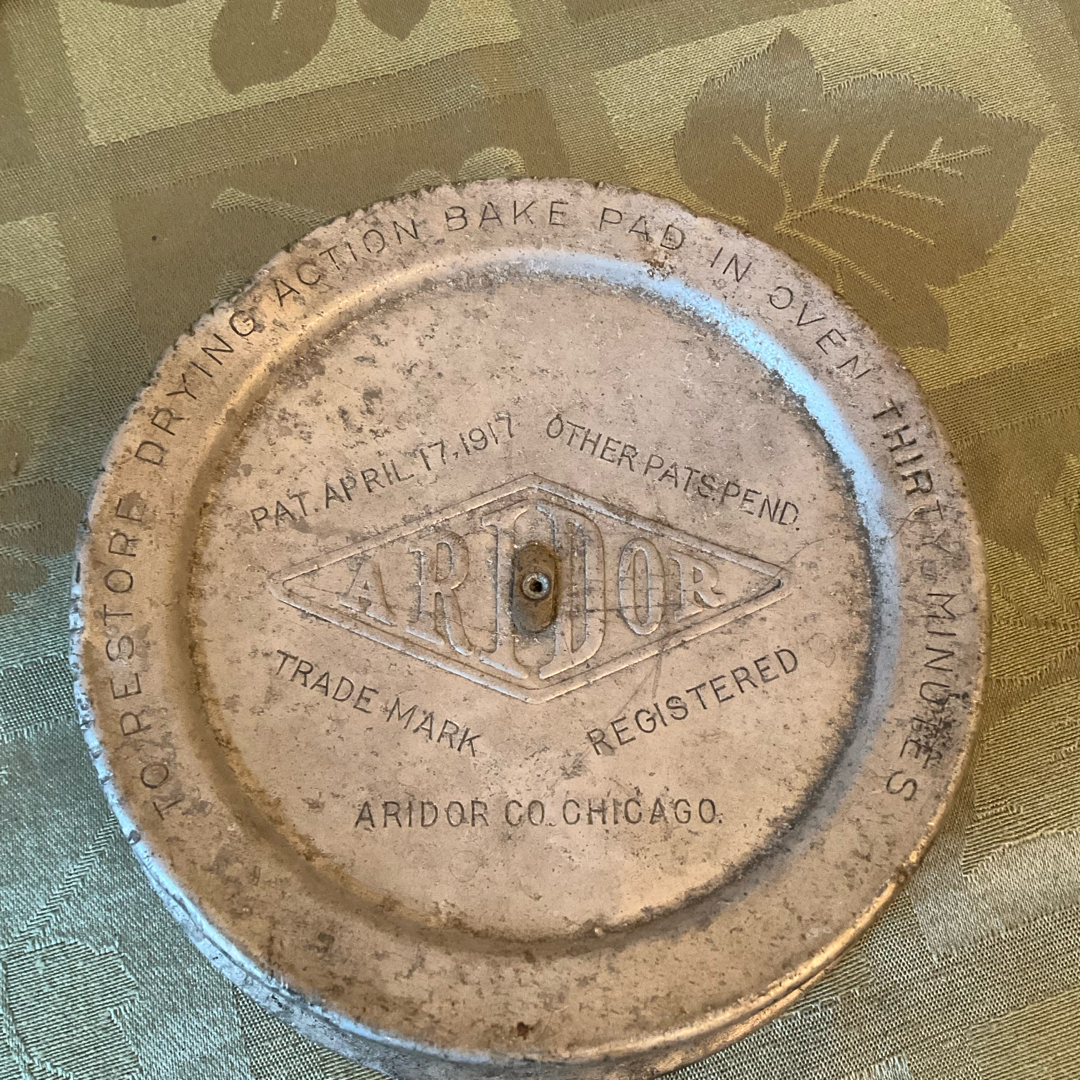 TO RESTORE DRYING ACTION BAKE PAD IN OVEN THIRTY MINUTES
PAT. APRIL 17, 1917 OTHER PATS. PEND.
ARIDOR
TRADE MARK REGISTERED
ARIDOR CO. CHICAGO.